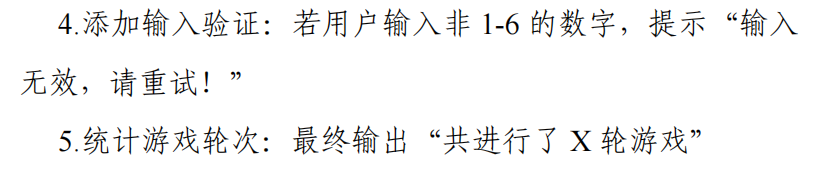 4.添加输入验证：若用户输入非 1-6 的数字，提示“输入
无效，请重试！”
5.统计游戏轮次：最终输出“共进行了 X 轮游戏”